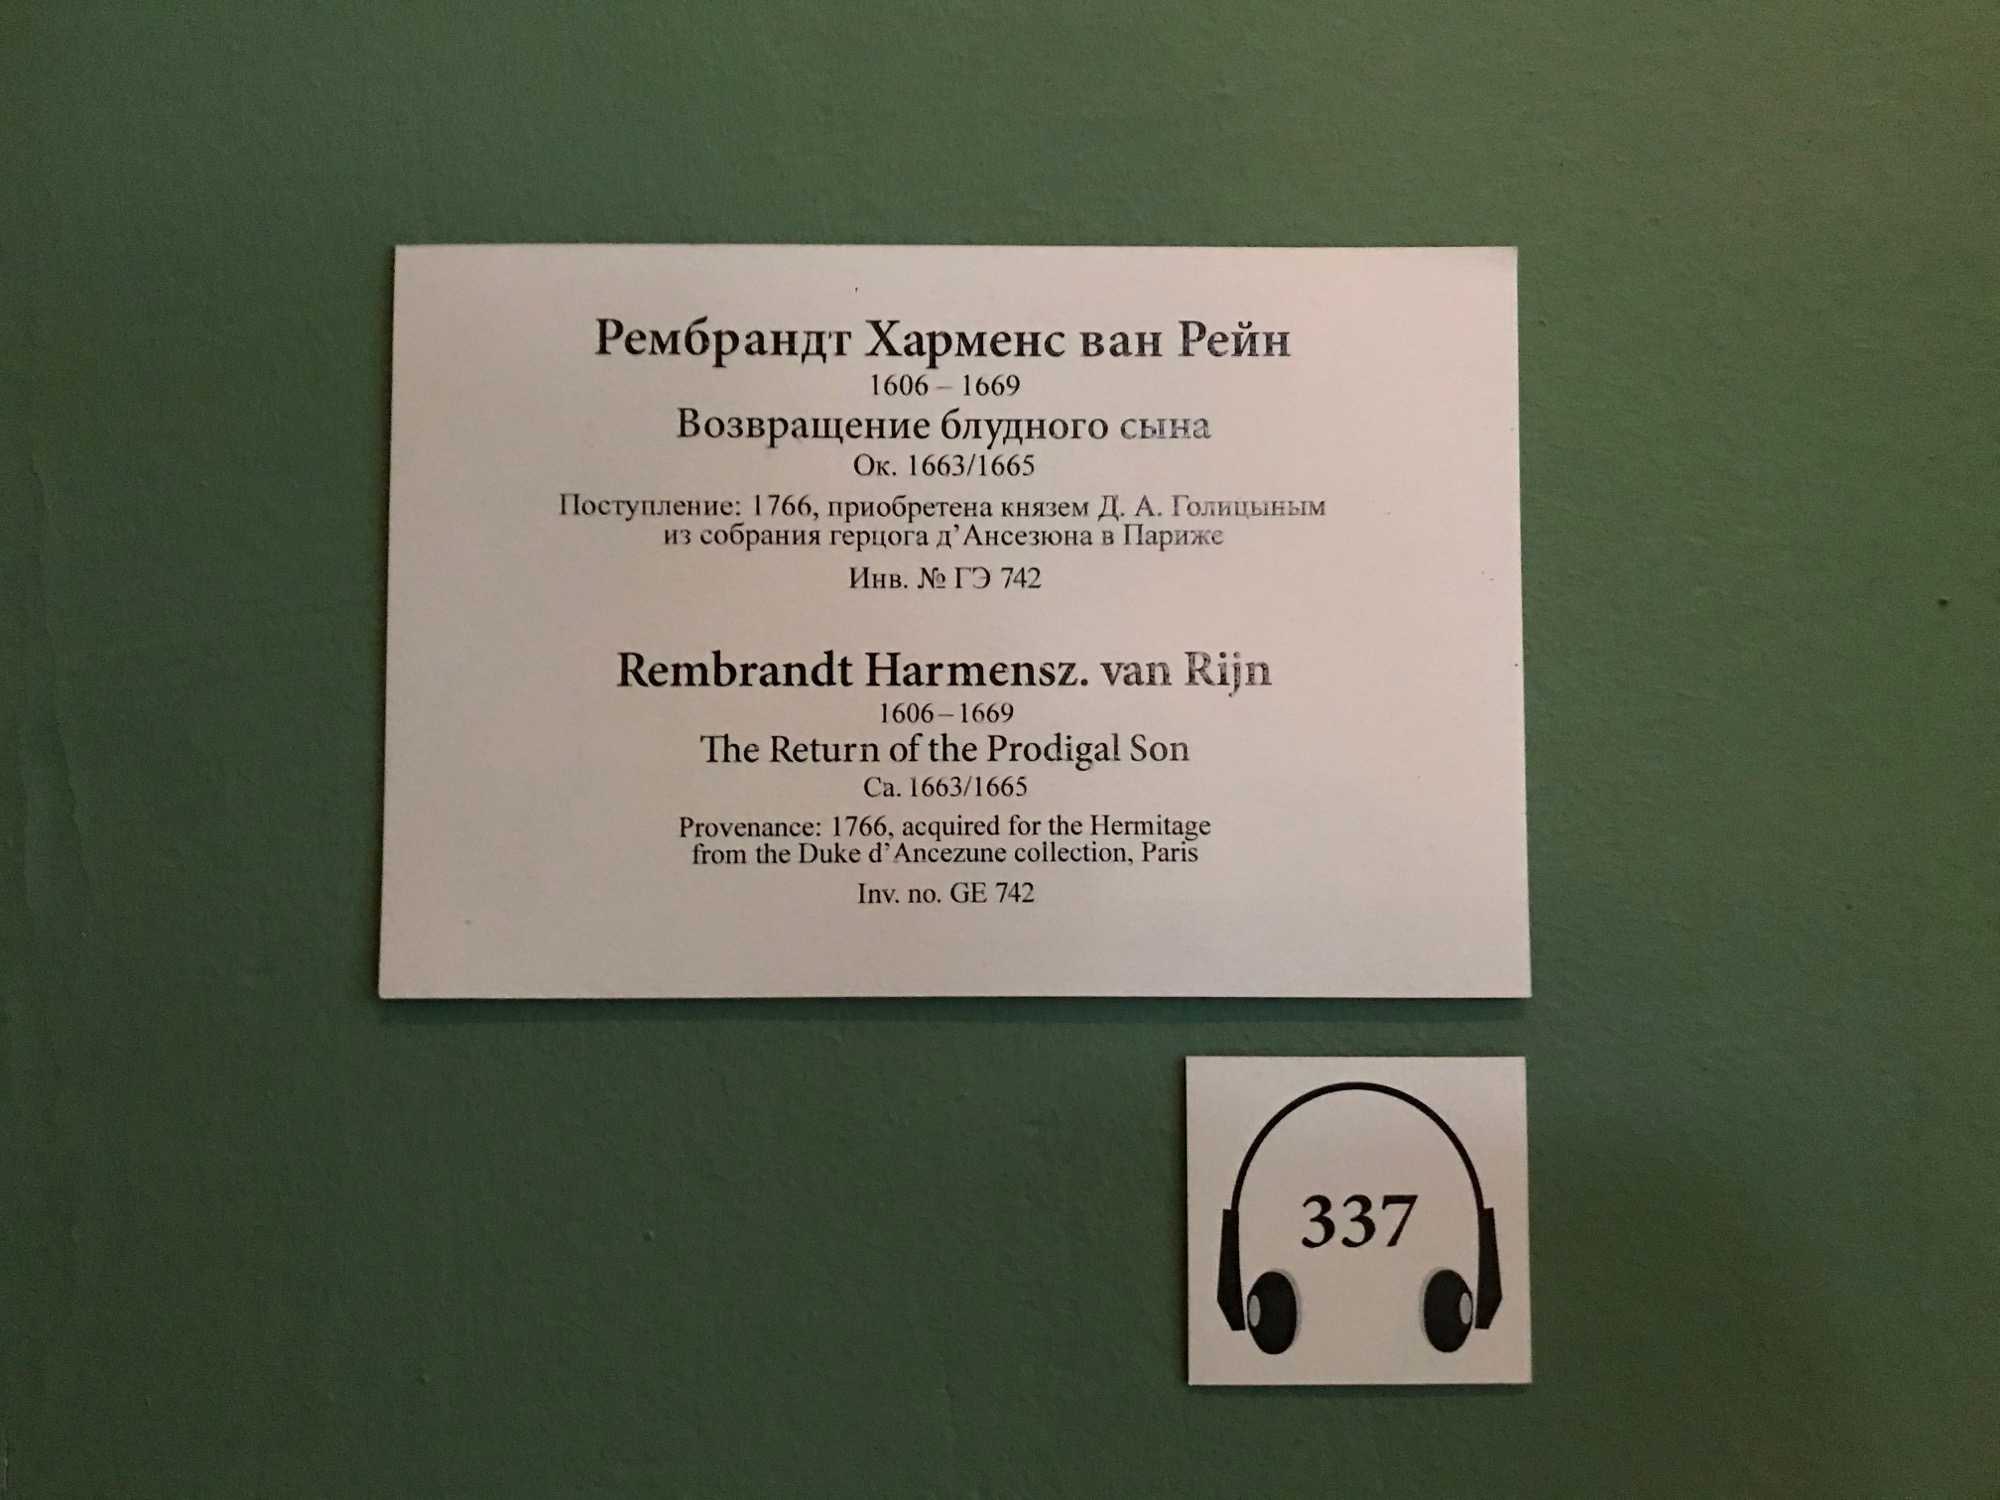 Рембрандт Харменс ван Рейн
1606 – 1669
Возвращение блудного сына
Ок. 1663/1665
Поступление: 1766, приобретена князем Д. А. Голицыным
из собрания герцога д’Ансезюна в Париже
Инв. № ГЭ 742
Rembrandt Harmensz. van Rijn
1606 – 1669
The Return of the Prodigal Son
Ca. 1663/1665
Provenance: 1766, acquired for the Hermitage
from the Duke d’Ancezune collection, Paris
Inv. no. GE 742
337